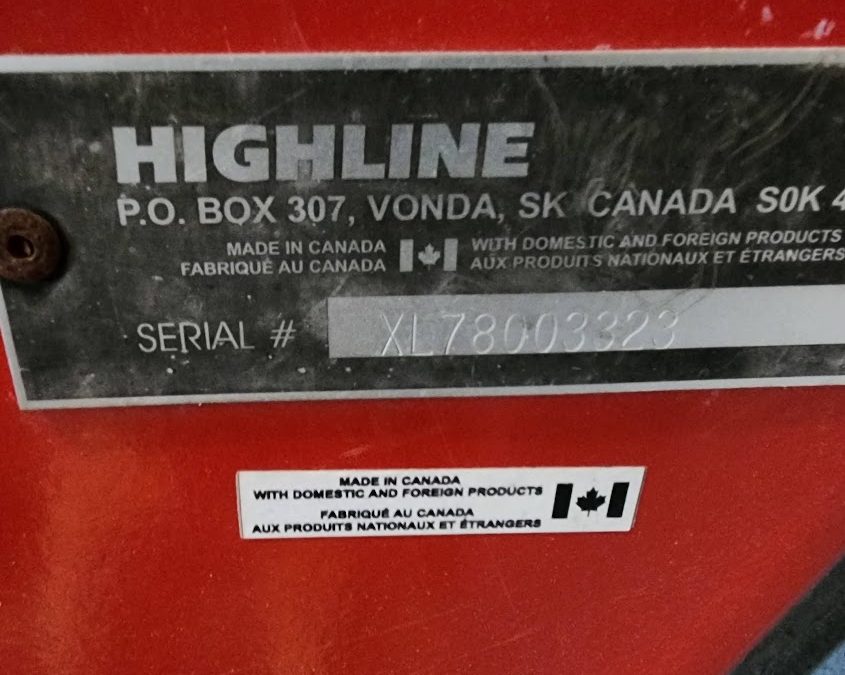 HIGHLINE
P.O. BOX 307, VONDA, SK CANADA S0K 4
MADE IN CANADA
FABRIQUÉ AU CANADA
WITH DOMESTIC AND FOREIGN PRODUCTS
AUX PRODUITS NATIONAUX ET ÉTRANGERS
SERIAL # XL78003323
MADE IN CANADA
WITH DOMESTIC AND FOREIGN PRODUCTS
FABRIQUÉ AU CANADA
AUX PRODUITS NATIONAUX ET ÉTRANGERS